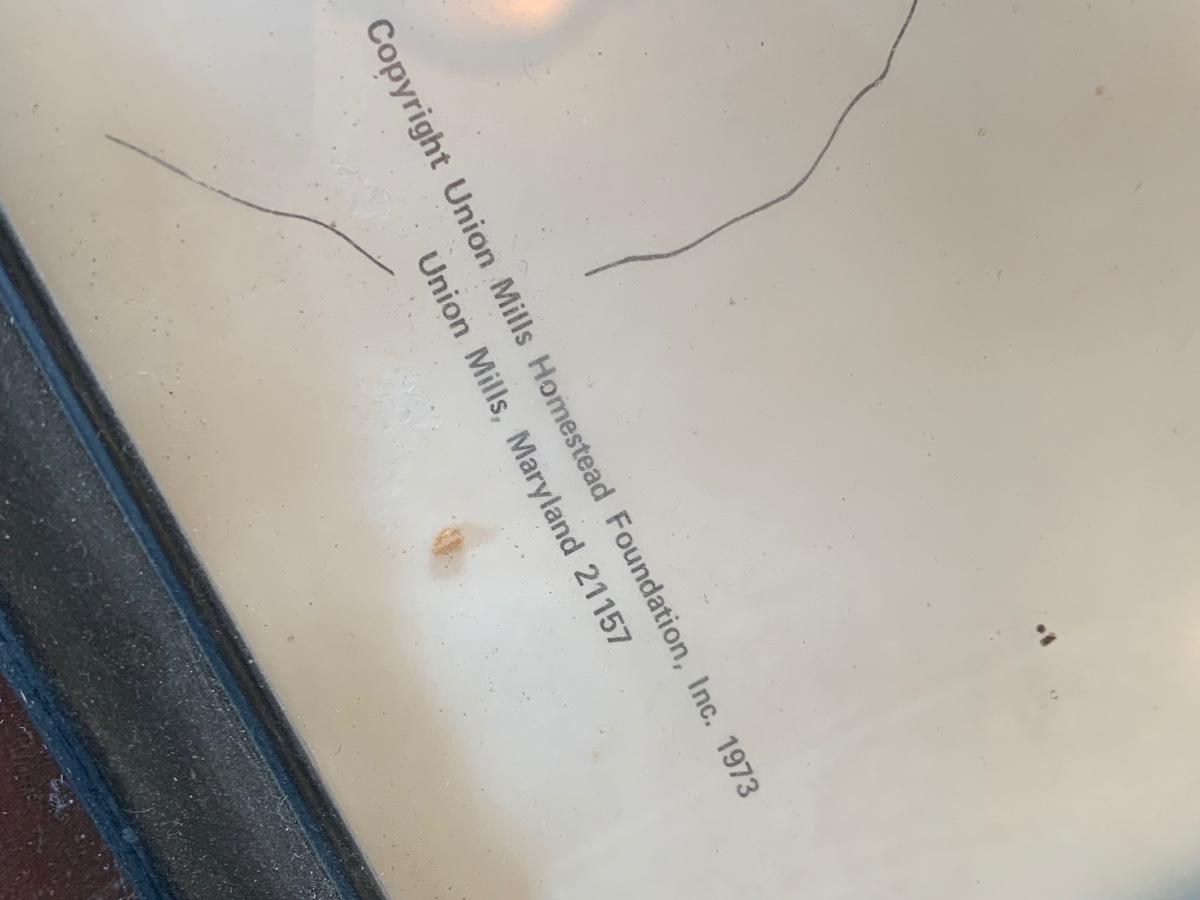 Copyright Union Mills Homestead Foundation, Inc. 1973
Union Mills, Maryland 21157